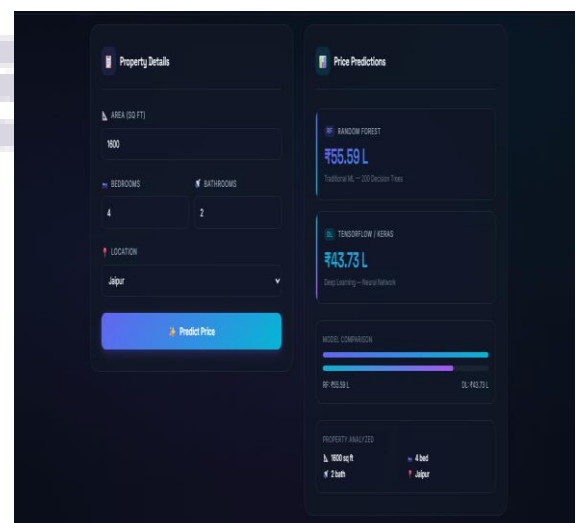 Property Details
AREA (SQ FT)
1600
BEDROOMS
BATHROOMS
4
2
LOCATION
Jaipur
Predict Price
Price Predictions
RF RANDOM FOREST
₹55.59 L
Traditional ML — 200 Decision Trees
DL TENSORFLOW / KERAS
₹43.73 L
Deep Learning — Neural Network
MODEL COMPARISON
RF: ₹55.59 L
DL: ₹43.73 L
PROPERTY ANALYZED
1600 sq ft
4 bed
2 bath
Jaipur